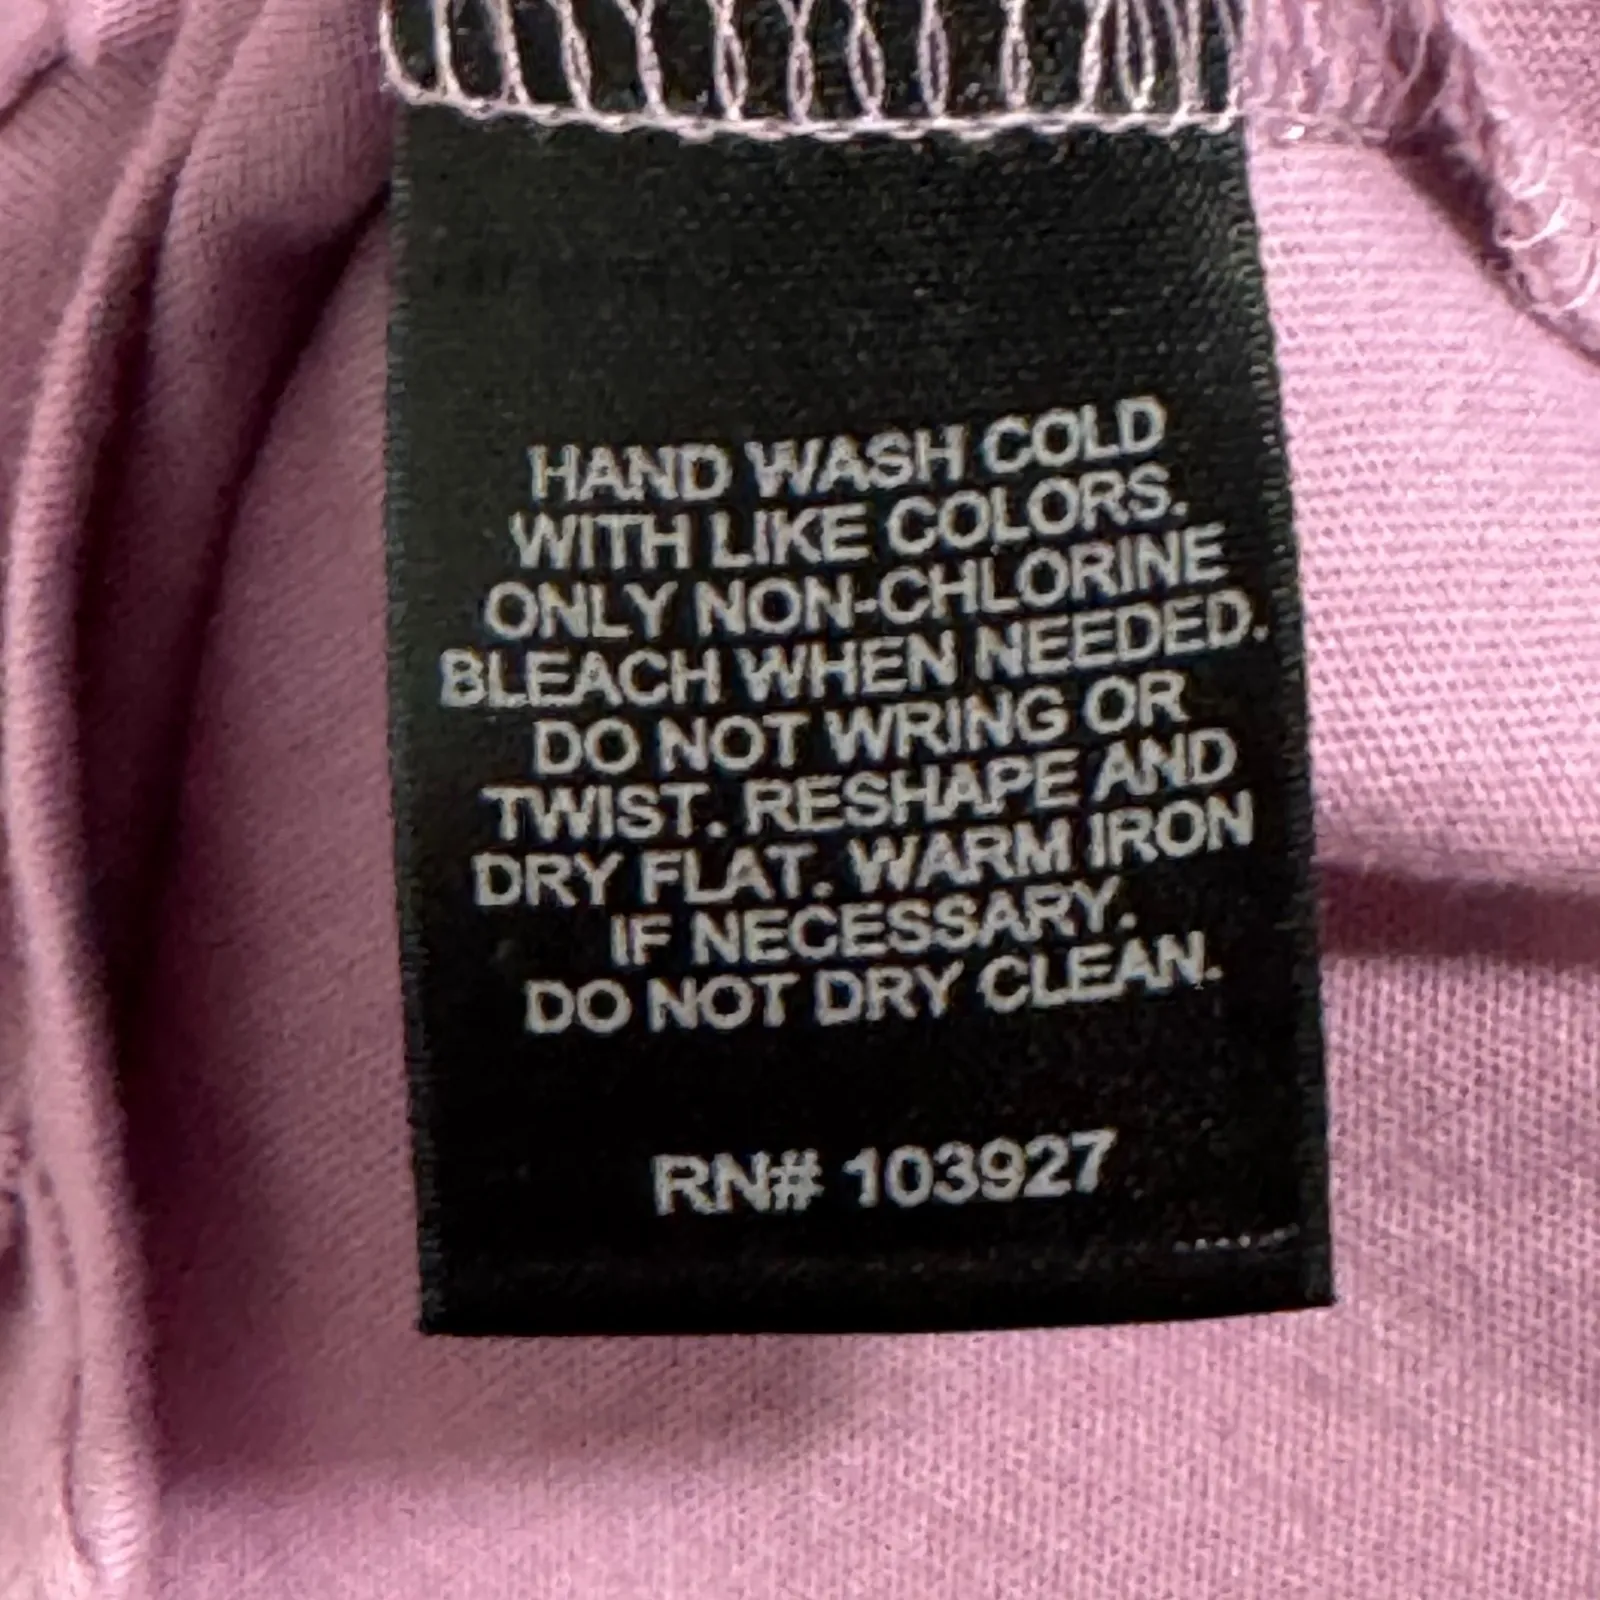 HAND WASH COLD
WITH LIKE COLORS.
ONLY NON-CHLORINE
BLEACH WHEN NEEDED.
DO NOT WRING OR
TWIST. RESHAPE AND
DRY FLAT. WARM IRON
IF NECESSARY.
DO NOT DRY CLEAN.
RN# 103927